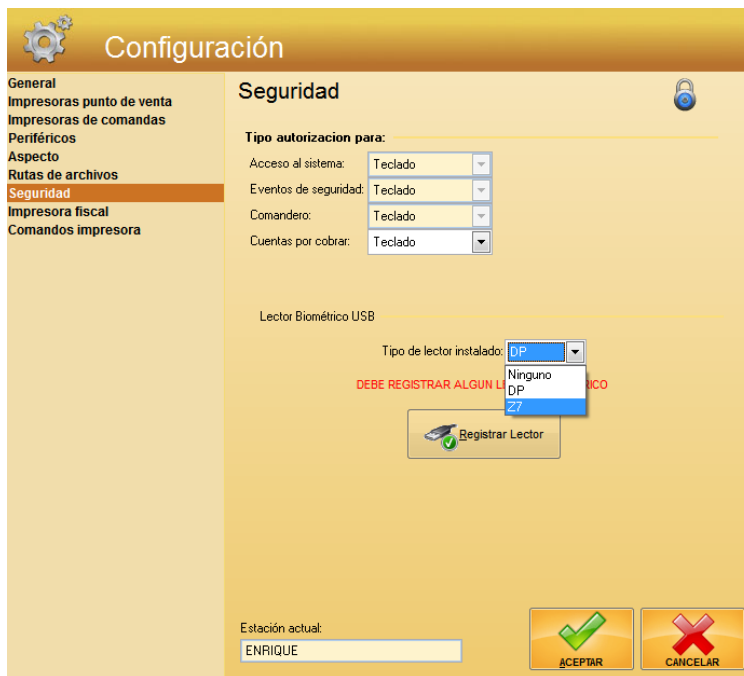 Configuración
General
Impresoras punto de venta
Impresoras de comandas
Periféricos
Aspecto
Rutas de archivos
Seguridad
Impresora fiscal
Comandos impresora
Seguridad
Tipo autorizacion para:
Acceso al sistema: Teclado
Eventos de seguridad: Teclado
Comandero: Teclado
Cuentas por cobrar: Teclado
Lector Biométrico USB
Tipo de lector instalado: DP
Ninguno
DP
Z7
DEBE REGISTRAR ALGUN
Registrar Lector
Estación actual:
ENRIQUE
ACEPTAR
CANCELAR